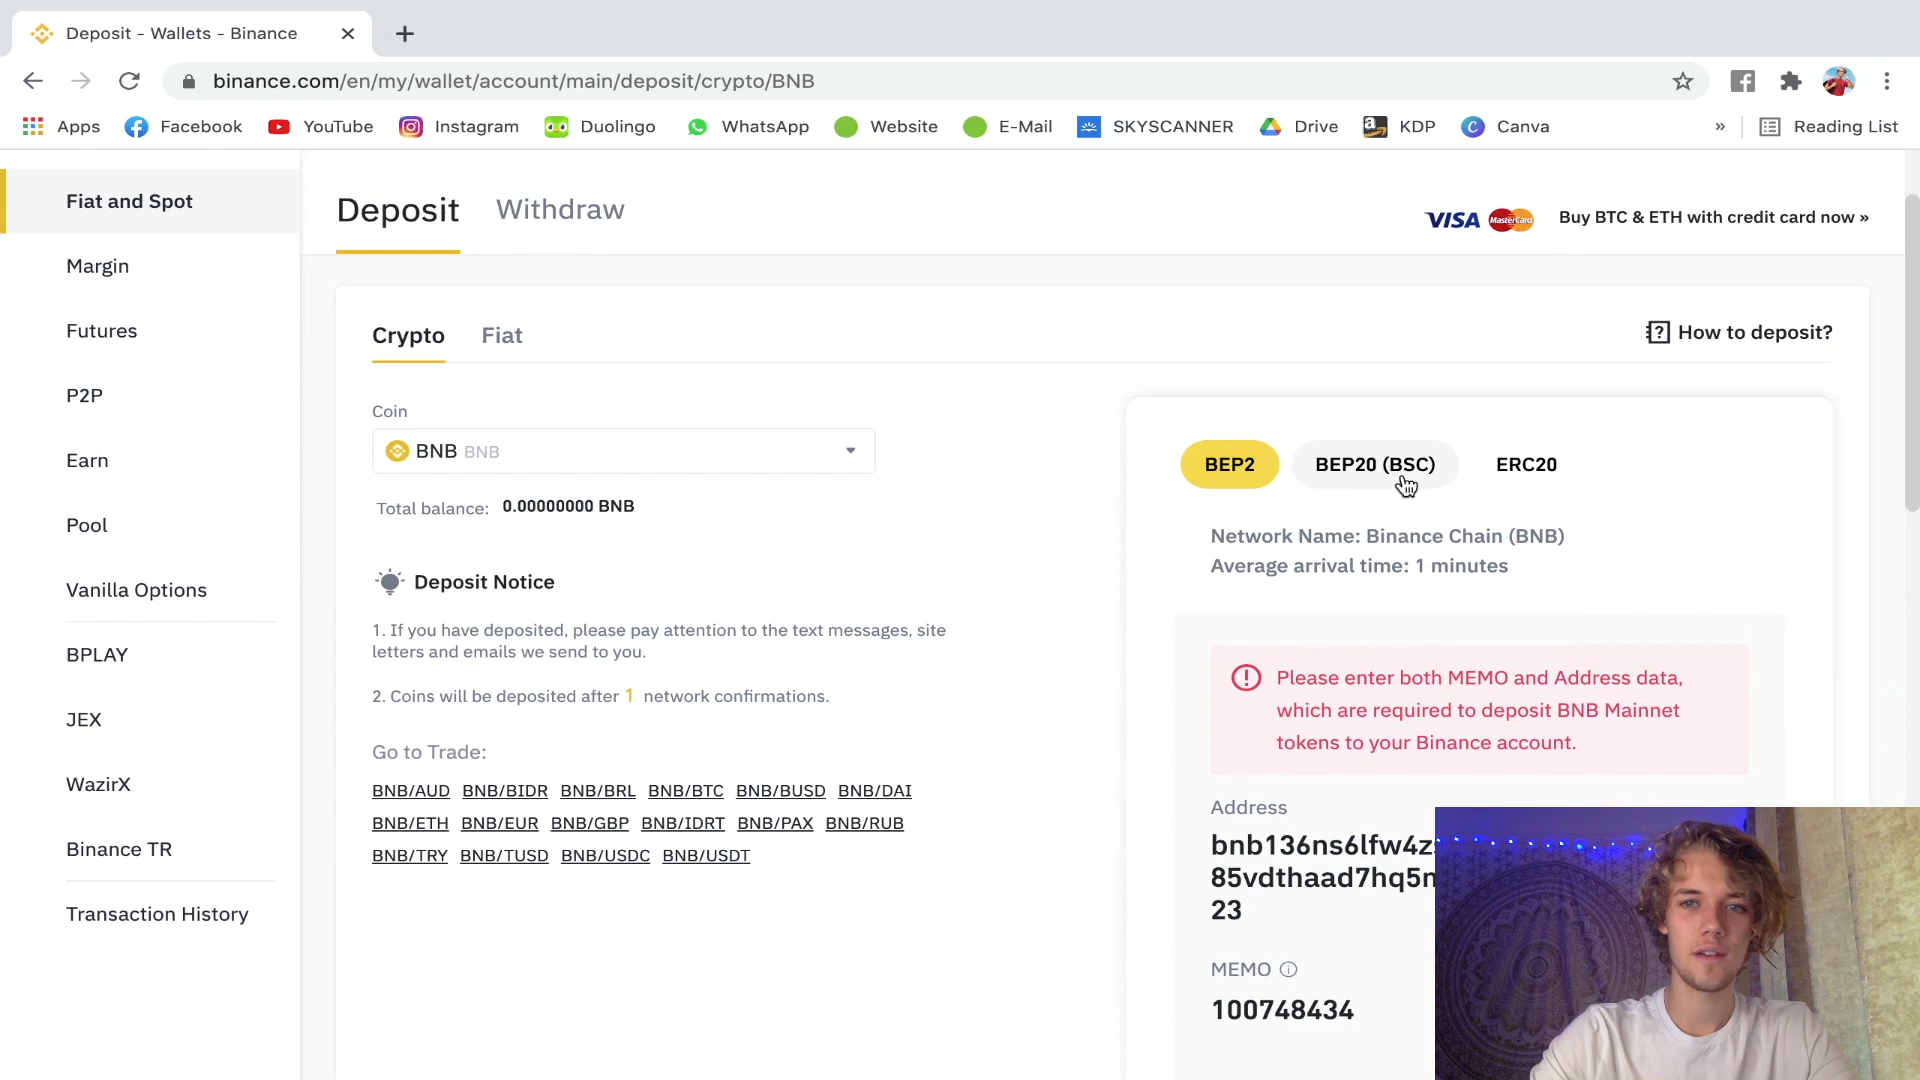 Deposit - Wallets - Binance
binance.com/en/my/wallet/account/main/deposit/crypto/BNB
Apps Facebook YouTube Instagram Duolingo WhatsApp Website E-Mail SKYSCANNER Drive KDP Canva » Reading List
Fiat and Spot
Margin
Futures
P2P
Earn
Pool
Vanilla Options
BPLAY
JEX
WazirX
Binance TR
Transaction History
Deposit Withdraw
VISA MasterCard Buy BTC & ETH with credit card now »
Crypto Fiat
How to deposit?
Coin
BNB BNB
Total balance: 0.00000000 BNB
Deposit Notice
1. If you have deposited, please pay attention to the text messages, site
letters and emails we send to you.
2. Coins will be deposited after 1 network confirmations.
Go to Trade:
BNB/AUD BNB/BIDR BNB/BRL BNB/BTC BNB/BUSD BNB/DAI
BNB/ETH BNB/EUR BNB/GBP BNB/IDRT BNB/PAX BNB/RUB
BNB/TRY BNB/TUSD BNB/USDC BNB/USDT
BEP2 BEP20 (BSC) ERC20
Network Name: Binance Chain (BNB)
Average arrival time: 1 minutes
Please enter both MEMO and Address data,
which are required to deposit BNB Mainnet
tokens to your Binance account.
Address
bnb136ns6lfw4z
85vdthaad7hq5
23
MEMO
100748434